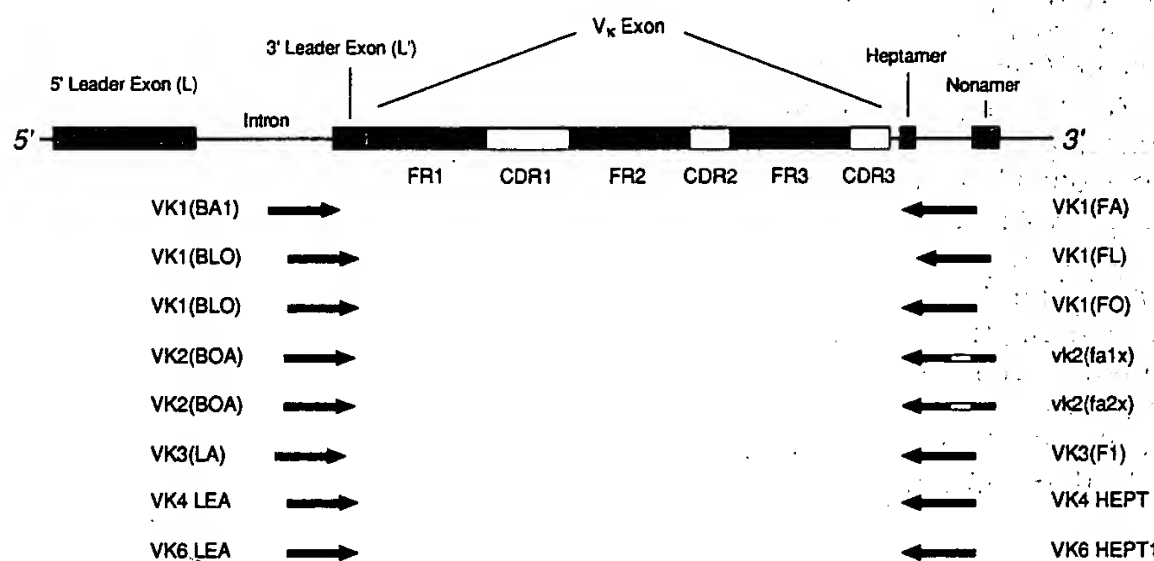 Vκ Exon
3' Leader Exon (L')
Heptamer
5' Leader Exon (L)
Nonamer
Intron
5'
3'
FR1 CDR1 FR2 CDR2 FR3 CDR3
VK1(BA1) VK1(FA)
VK1(BLO) VK1(FL)
VK1(BLO) VK1(FO)
VK2(BOA) vk2(fa1x)
VK2(BOA) vk2(fa2x)
VK3(LA) VK3(F1)
VK4 LEA VK4 HEPT
VK6 LEA VK6 HEPT1